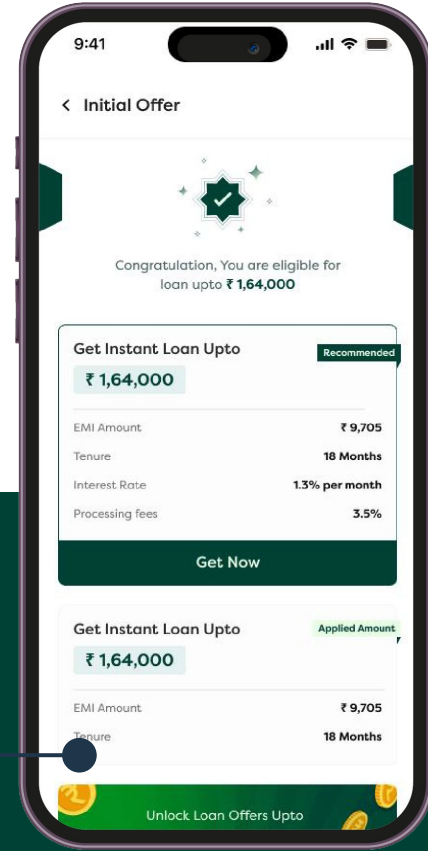 9:41
Initial Offer
Congratulation, You are eligible for
loan upto ₹ 1,64,000
Get Instant Loan Upto
Recommended
₹ 1,64,000
EMI Amount ₹ 9,705
Tenure 18 Months
Interest Rate 1.3% per month
Processing fees 3.5%
Get Now
Get Instant Loan Upto
Applied Amount
₹ 1,64,000
EMI Amount ₹ 9,705
Tenure 18 Months
Unlock Loan Offers Upto